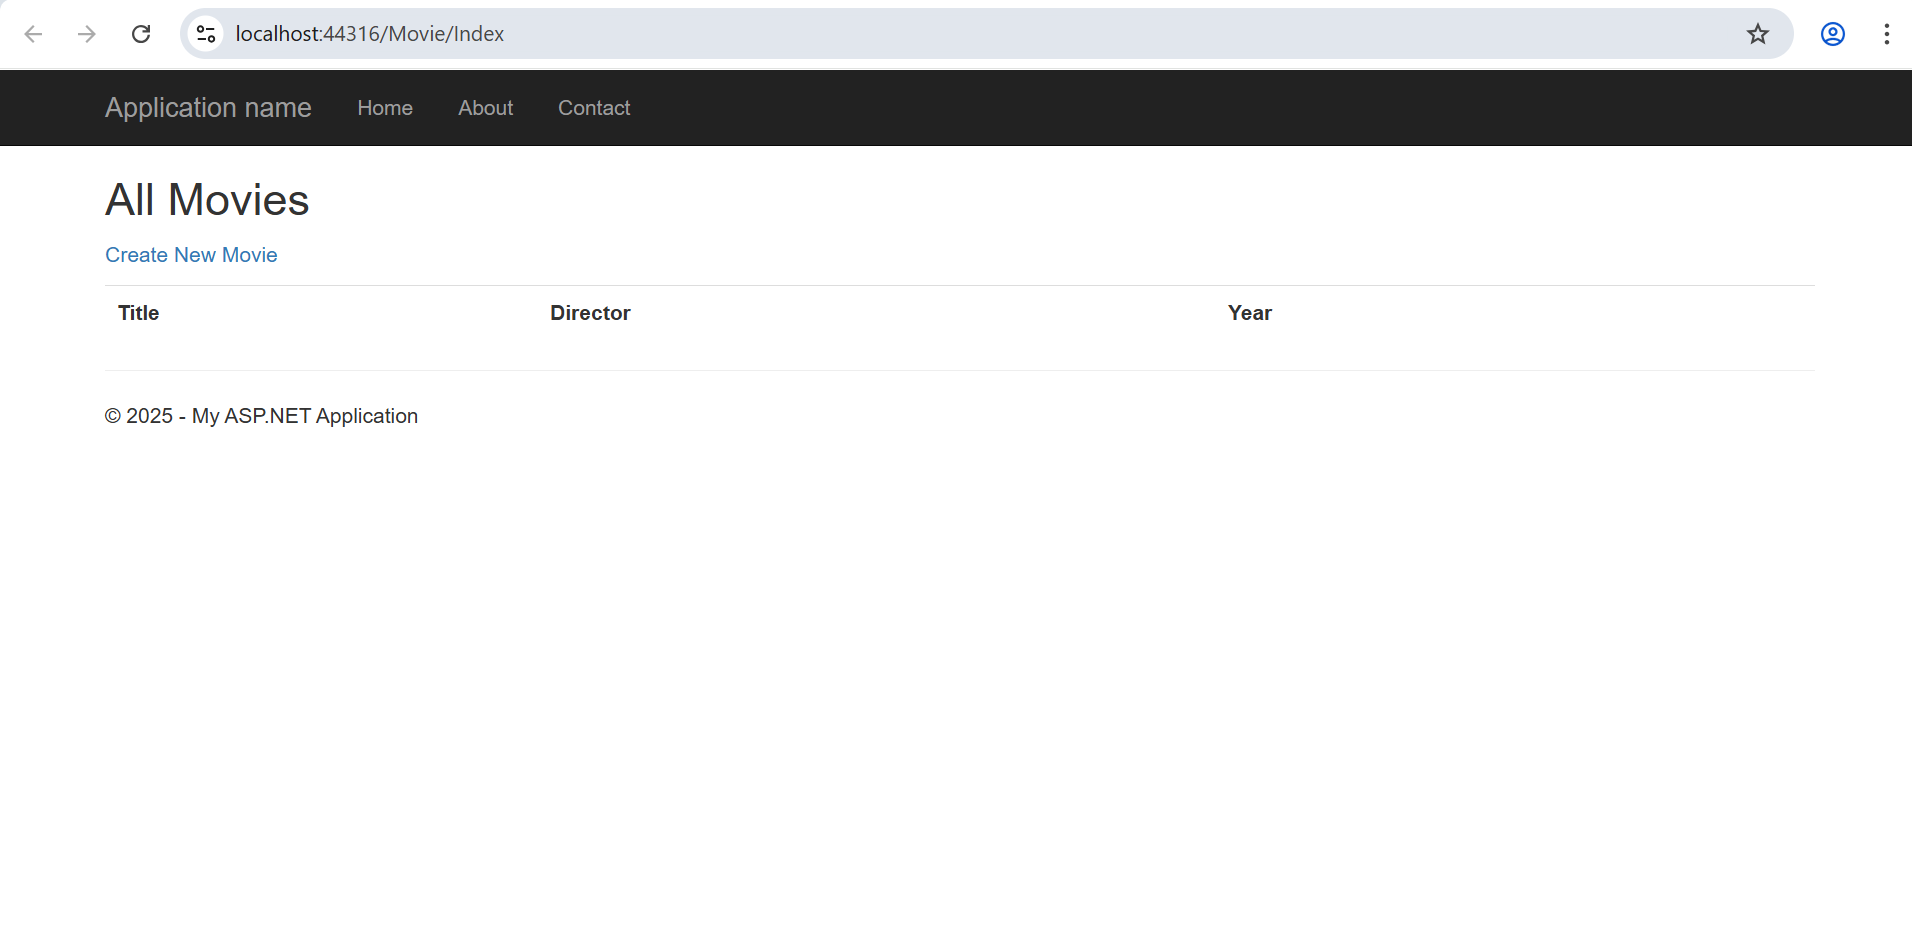 localhost:44316/Movie/Index
Application name Home About Contact
All Movies
Create New Movie
Title Director Year
© 2025 - My ASP.NET Application